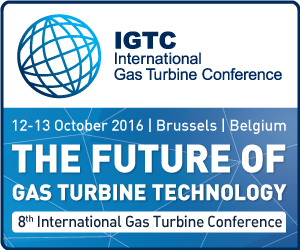 IGTC
International
Gas Turbine Conference
12-13 October 2016 | Brussels | Belgium
THE FUTURE OF
GAS TURBINE TECHNOLOGY
8th International Gas Turbine Conference